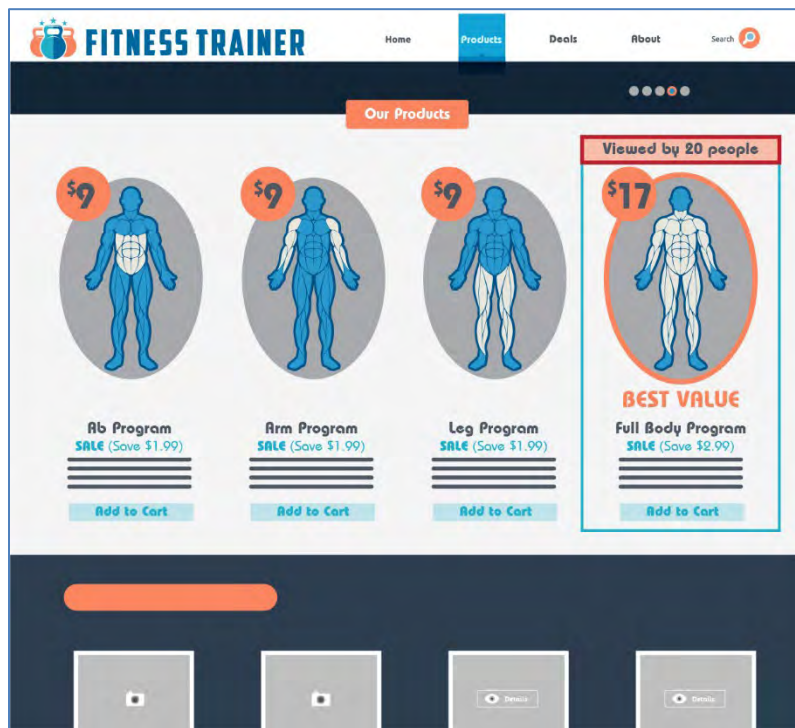 FITNESS TRAINER
Home Products Deals About Search
Our Products
Viewed by 20 people
$9 $9 $9 $17
BEST VALUE
Ab Program Arm Program Leg Program Full Body Program
SALE (Save $1.99) SALE (Save $1.99) SALE (Save $1.99) SALE (Save $2.99)
Add to Cart Add to Cart Add to Cart Add to Cart
Details Details